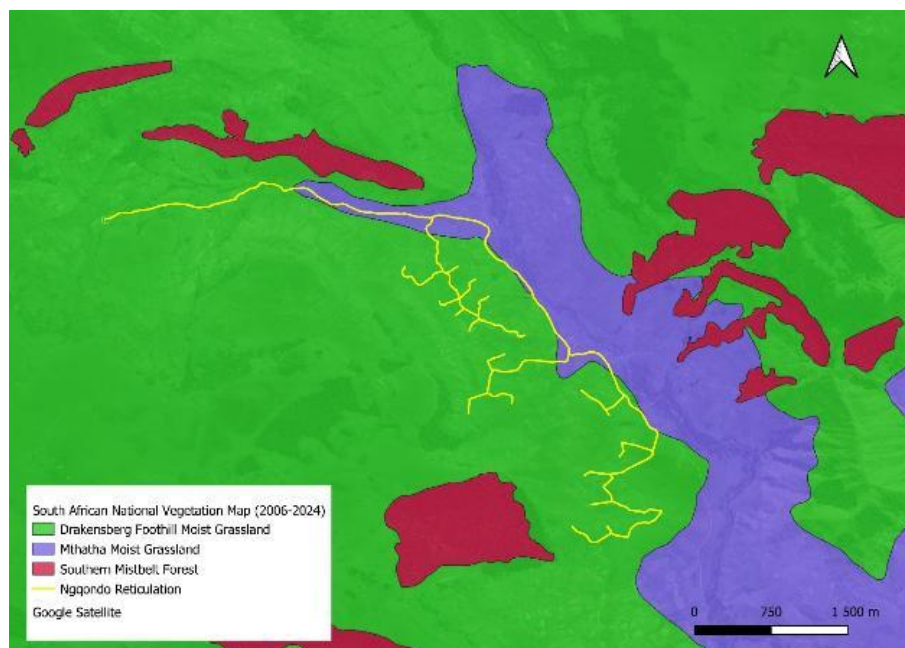 South African National Vegetation Map (2006-2024)
Drakensberg Foothill Moist Grassland
Mthatha Moist Grassland
Southern Mistbelt Forest
Ngqondo Reticulation
Google Satellite
0 750 1 500 m